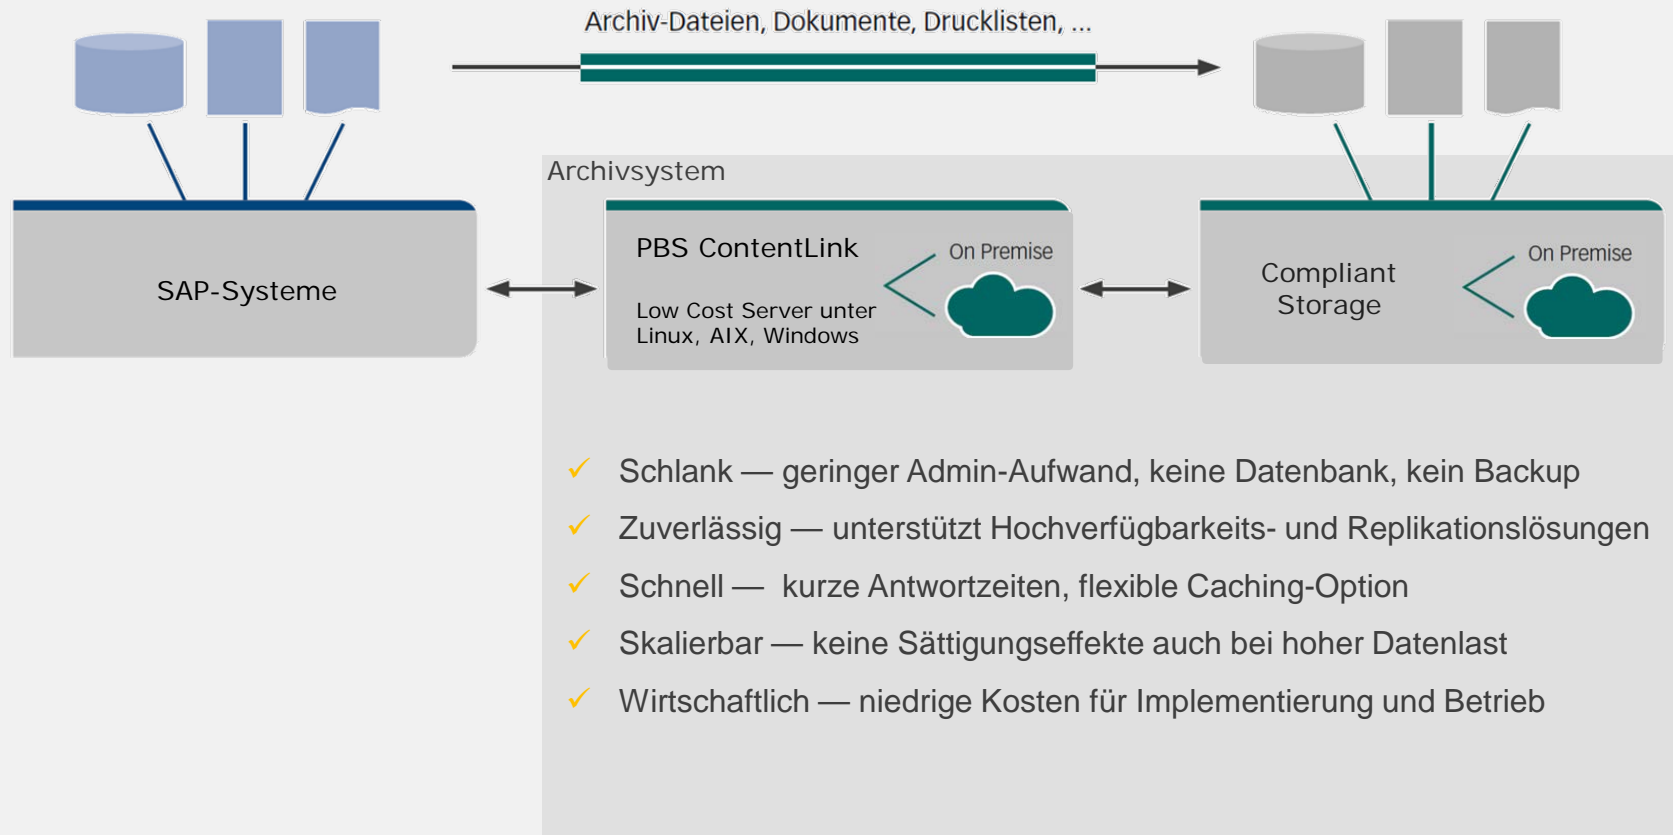 Archiv-Dateien, Dokumente, Drucklisten, ...
Archivsystem
SAP-Systeme
PBS ContentLink
On Premise
Low Cost Server unter
Linux, AIX, Windows
Compliant
Storage
On Premise
✓ Schlank — geringer Admin-Aufwand, keine Datenbank, kein Backup
✓ Zuverlässig — unterstützt Hochverfügbarkeits- und Replikationslösungen
✓ Schnell — kurze Antwortzeiten, flexible Caching-Option
✓ Skalierbar — keine Sättigungseffekte auch bei hoher Datenlast
✓ Wirtschaftlich — niedrige Kosten für Implementierung und Betrieb